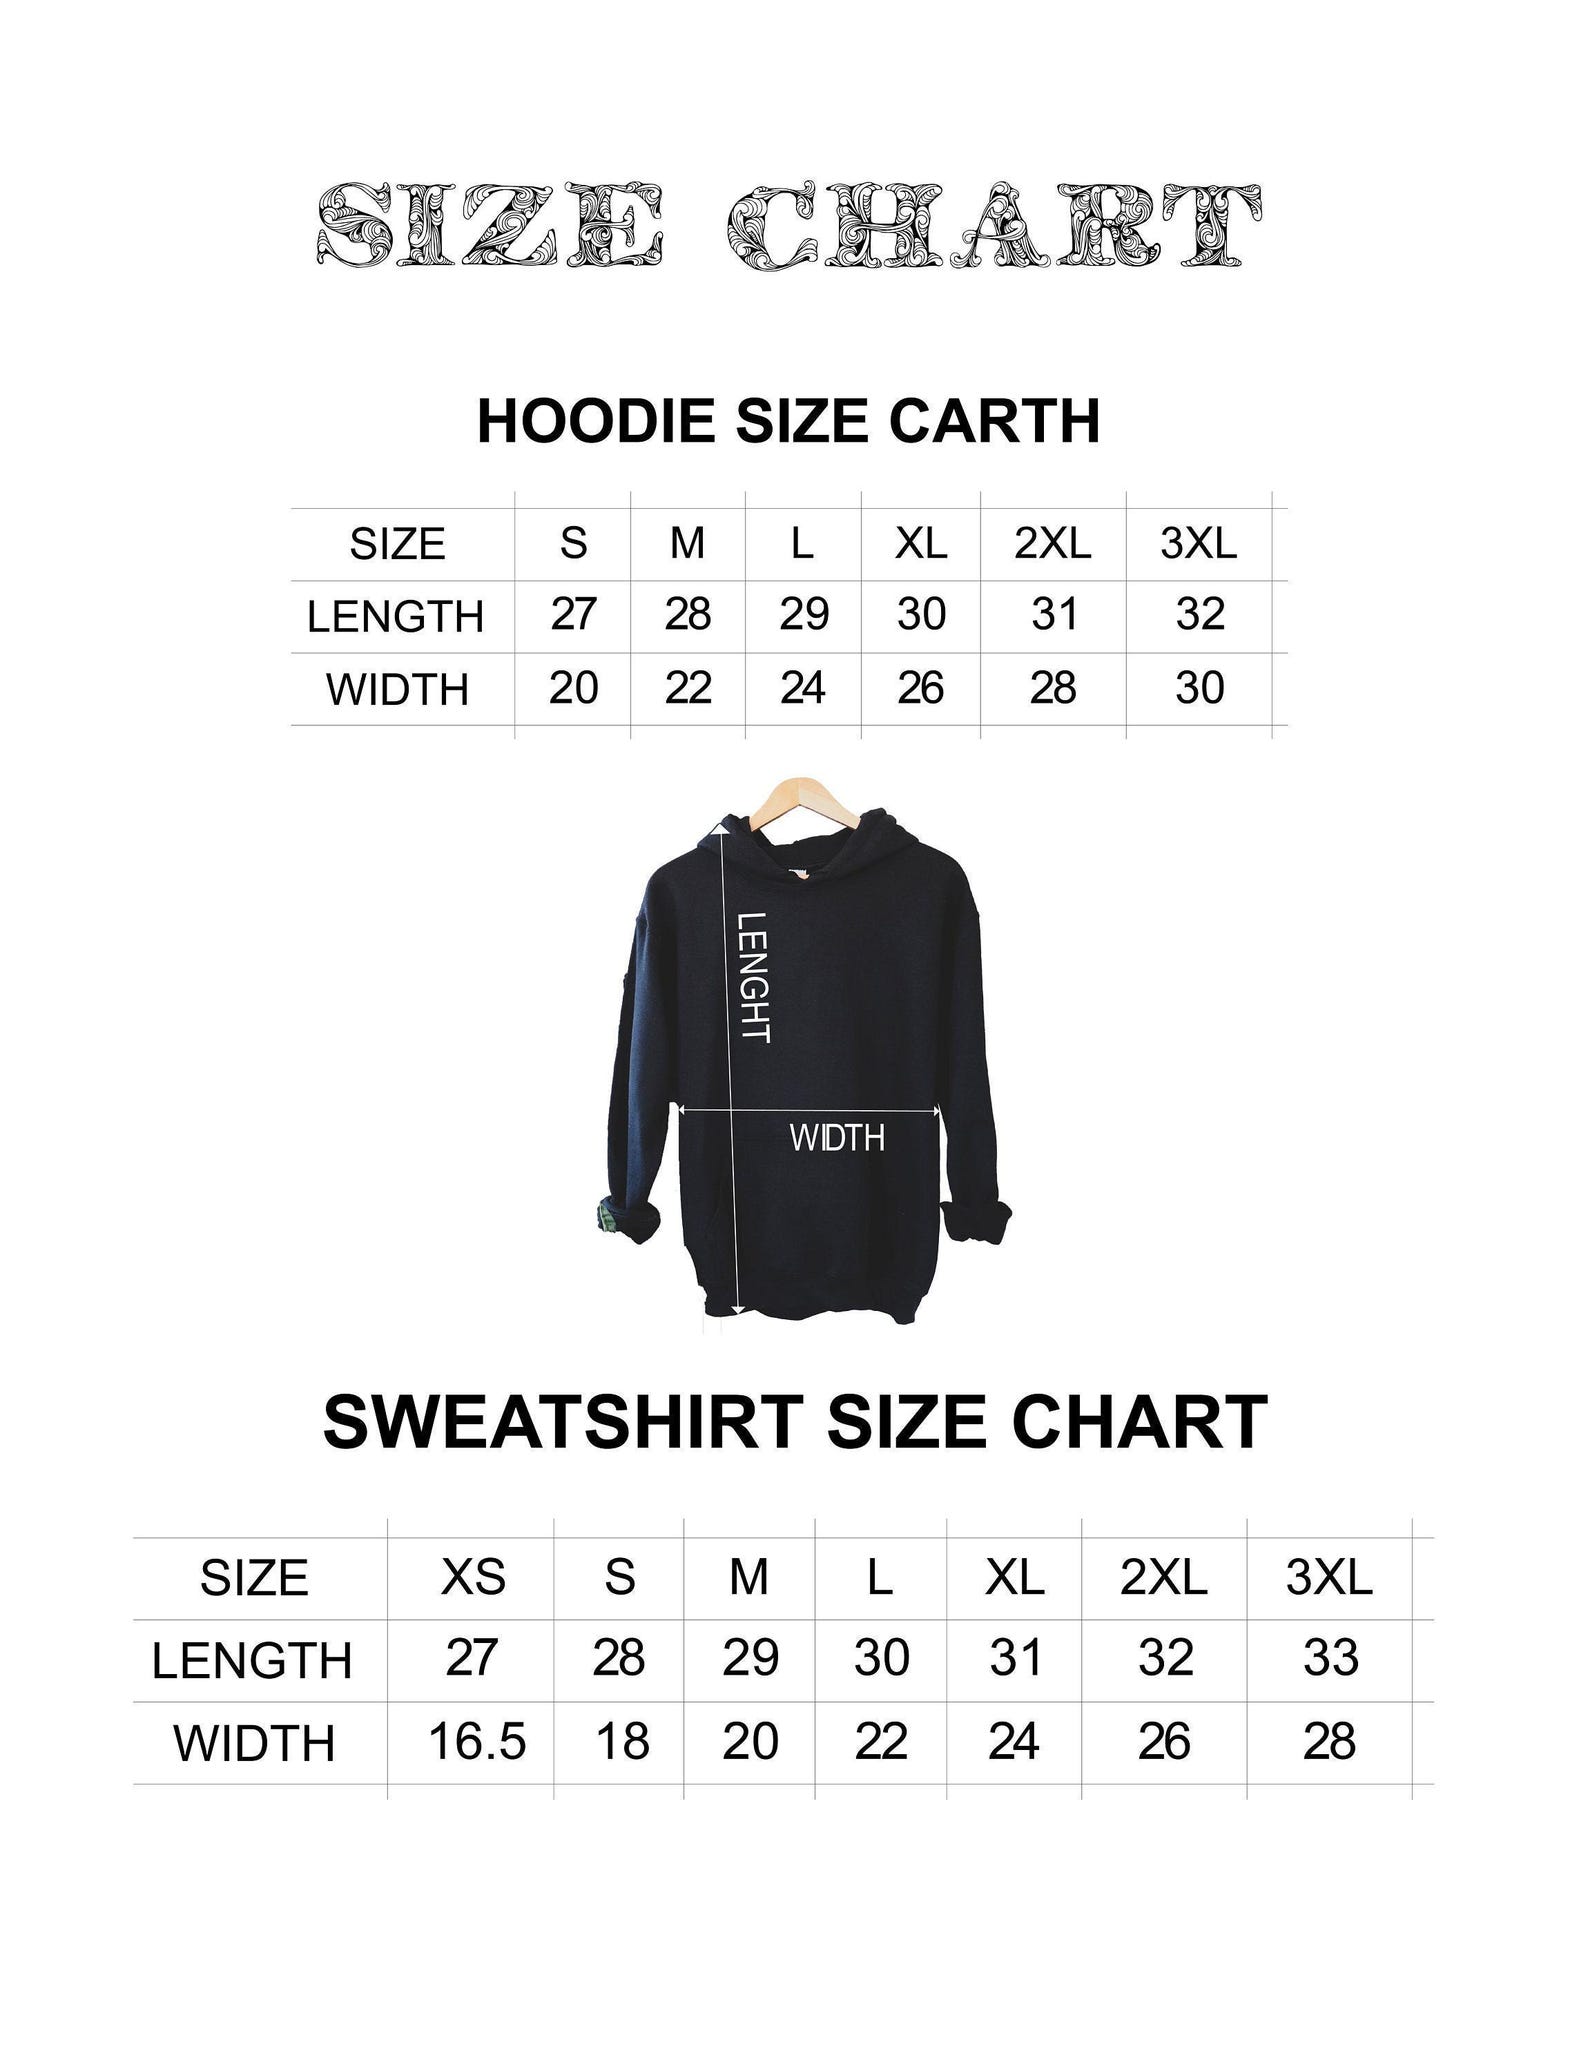 SIZE CHART
HOODIE SIZE CARTH
SIZE S M L XL 2XL 3XL
LENGTH 27 28 29 30 31 32
WIDTH 20 22 24 26 28 30
LENGHT
WIDTH
SWEATSHIRT SIZE CHART
SIZE XS S M L XL 2XL 3XL
LENGTH 27 28 29 30 31 32 33
WIDTH 16.5 18 20 22 24 26 28